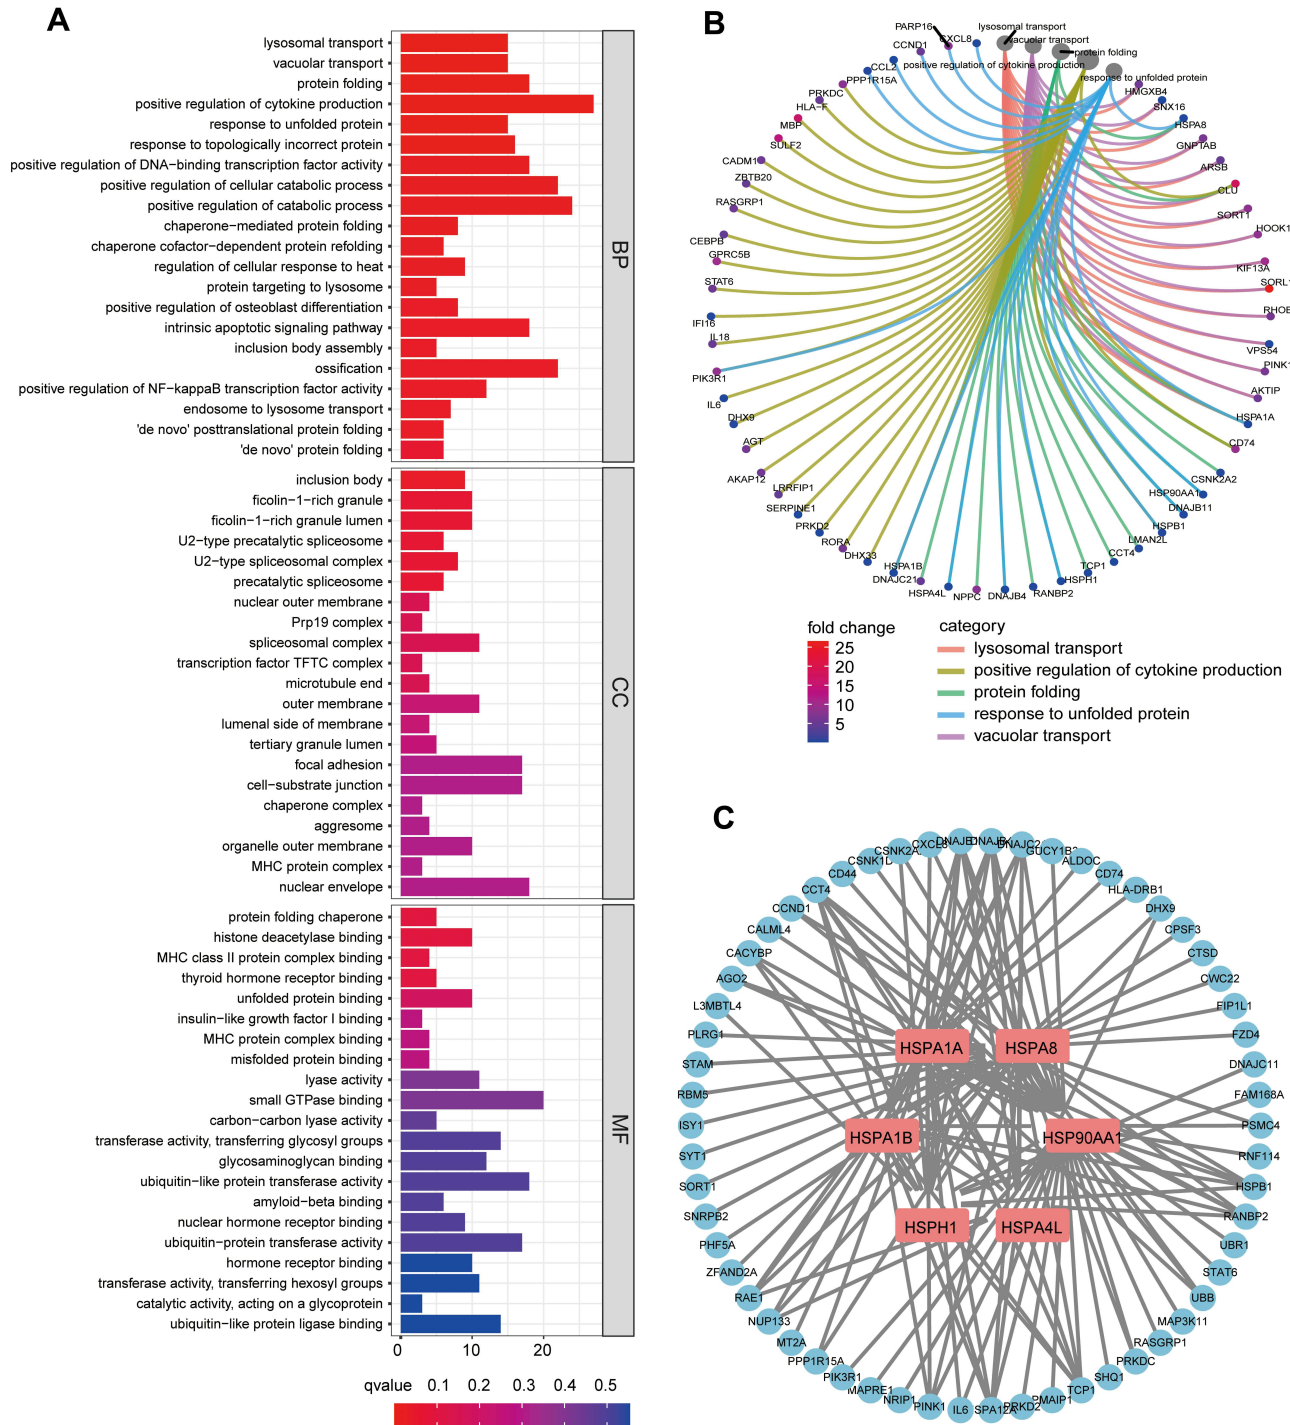 A
lysosomal transport
vacuolar transport
protein folding
positive regulation of cytokine production
response to unfolded protein
response to topologically incorrect protein
positive regulation of DNA−binding transcription factor activity
positive regulation of cellular catabolic process
positive regulation of catabolic process
chaperone−mediated protein folding
chaperone cofactor−dependent protein refolding
regulation of cellular response to heat
protein targeting to lysosome
positive regulation of osteoblast differentiation
intrinsic apoptotic signaling pathway
inclusion body assembly
ossification
positive regulation of NF−kappaB transcription factor activity
endosome to lysosome transport
'de novo' posttranslational protein folding
'de novo' protein folding
BP
inclusion body
ficolin−1−rich granule
ficolin−1−rich granule lumen
U2−type precatalytic spliceosome
U2−type spliceosomal complex
precatalytic spliceosome
nuclear outer membrane
Prp19 complex
spliceosomal complex
transcription factor TFTC complex
microtubule end
outer membrane
lumenal side of membrane
tertiary granule lumen
focal adhesion
cell−substrate junction
chaperone complex
aggresome
organelle outer membrane
MHC protein complex
nuclear envelope
CC
protein folding chaperone
histone deacetylase binding
MHC class II protein complex binding
thyroid hormone receptor binding
unfolded protein binding
insulin−like growth factor I binding
MHC protein complex binding
misfolded protein binding
lyase activity
small GTPase binding
carbon−carbon lyase activity
transferase activity, transferring glycosyl groups
glycosaminoglycan binding
ubiquitin−like protein transferase activity
amyloid−beta binding
nuclear hormone receptor binding
ubiquitin−protein transferase activity
hormone receptor binding
transferase activity, transferring hexosyl groups
catalytic activity, acting on a glycoprotein
ubiquitin−like protein ligase binding
MF
0 10 20
qvalue 0.1 0.2 0.3 0.4 0.5
B
PARP16
CXCL8
lysosomal transport
vacuolar transport
protein folding
positive regulation of cytokine production
response to unfolded protein
CCND1
CCL2
PPP1R15A
PRKDC
HLA−F
MBP
SULF2
CADM1
ZBTB20
RASGRP1
CEBPB
GPRC5B
STAT6
IFI16
IL18
PIK3R1
IL6
DHX9
AGT
AKAP12
LRRFIP1
SERPINE1
PRKD2
RORA
DHX33
HSPA1B
DNAJC21
HSPA4L
NPPC
DNAJB4
RANBP2
HSPH1
TCP1
CCT4
LMAN2L
HSPB1
DNAJB11
HSP90AA1
CSNK2A2
CD74
HSPA1A
AKTIP
PINK1
VPS54
RHOB
SORL1
KIF13A
HOOK1
SORT1
CLU
ARSB
GNPTAB
HSPA8
SNX16
HMGXB4
fold change
25
20
15
10
5
category
lysosomal transport
positive regulation of cytokine production
protein folding
response to unfolded protein
vacuolar transport
C
CSNK1D
CSNK2A
CXCL8
DNAJB
DNAJB
DNAJC2
GUCY1B
ALDOC
CD74
HLA-DRB1
DHX9
CPSF3
CTSD
CWC22
FIP1L1
FZD4
DNAJC11
FAM168A
PSMC4
RNF114
HSPB1
RANBP2
UBR1
STAT6
UBB
MAP3K11
RASGRP1
PRKDC
SHQ1
TCP1
PMAIP1
PRKD2
SPA12A
IL6
PINK1
NRIP1
MAPRE1
PIK3R1
PPP1R15A
MT2A
NUP133
RAE1
ZFAND2A
PHF5A
SNRPB2
SORT1
SYT1
ISY1
RBM5
STAM
PLRG1
L3MBTL4
AGO2
CACYBP
CALML4
CCND1
CCT4
CD44
HSPA1A
HSPA8
HSPA1B
HSP90AA1
HSPH1
HSPA4L